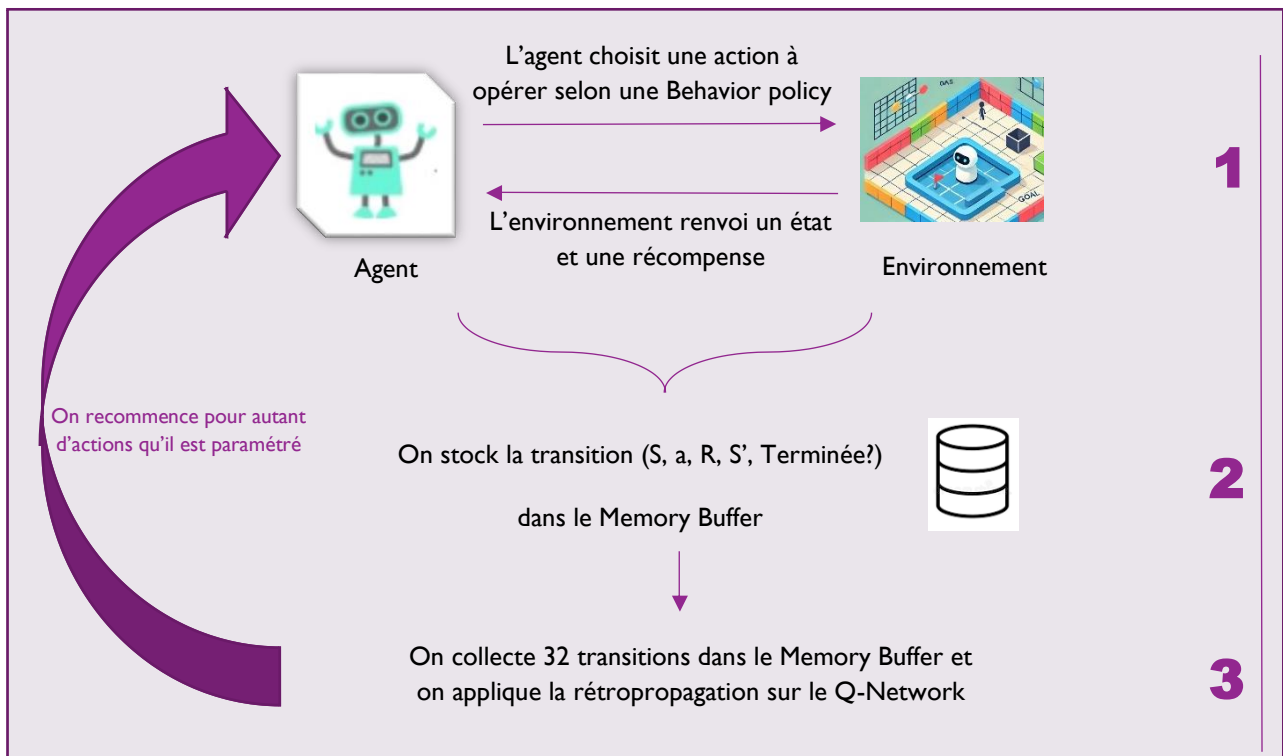 L'agent choisit une action à
opérer selon une Behavior policy
GAS
GOAL
1
L'environnement renvoi un état
et une récompense
Agent
Environnement
On recommence pour autant
d'actions qu'il est paramétré
On stock la transition (S, a, R, S', Terminée?)
dans le Memory Buffer
2
On collecte 32 transitions dans le Memory Buffer et
on applique la rétropropagation sur le Q-Network
3